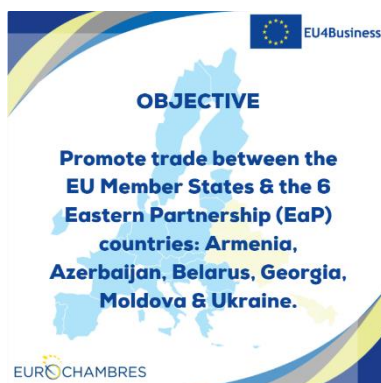 EU4Business
OBJECTIVE
Promote trade between the
EU Member States & the 6
Eastern Partnership (EaP)
countries: Armenia,
Azerbaijan, Belarus, Georgia,
Moldova & Ukraine.
EUROCHAMBRES